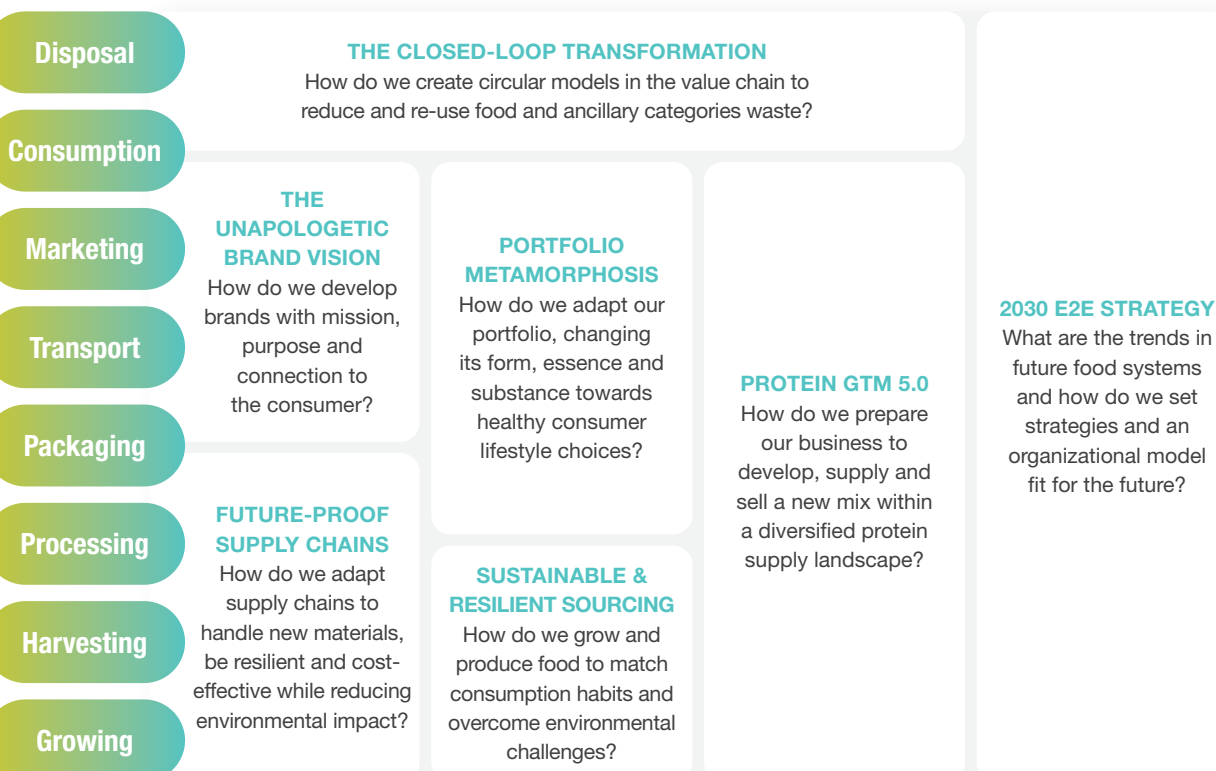 Disposal
Consumption
Marketing
Transport
Packaging
Processing
Harvesting
Growing
THE CLOSED-LOOP TRANSFORMATION
How do we create circular models in the value chain to
reduce and re-use food and ancillary categories waste?
THE
UNAPOLOGETIC
BRAND VISION
How do we develop
brands with mission,
purpose and
connection to
the consumer?
FUTURE-PROOF
SUPPLY CHAINS
How do we adapt
supply chains to
handle new materials,
be resilient and cost-
effective while reducing
environmental impact?
PORTFOLIO
METAMORPHOSIS
How do we adapt our
portfolio, changing
its form, essence and
substance towards
healthy consumer
lifestyle choices?
SUSTAINABLE &
RESILIENT SOURCING
How do we grow and
produce food to match
consumption habits and
overcome environmental
challenges?
PROTEIN GTM 5.0
How do we prepare
our business to
develop, supply and
sell a new mix within
a diversified protein
supply landscape?
2030 E2E STRATEGY
What are the trends in
future food systems
and how do we set
strategies and an
organizational model
fit for the future?